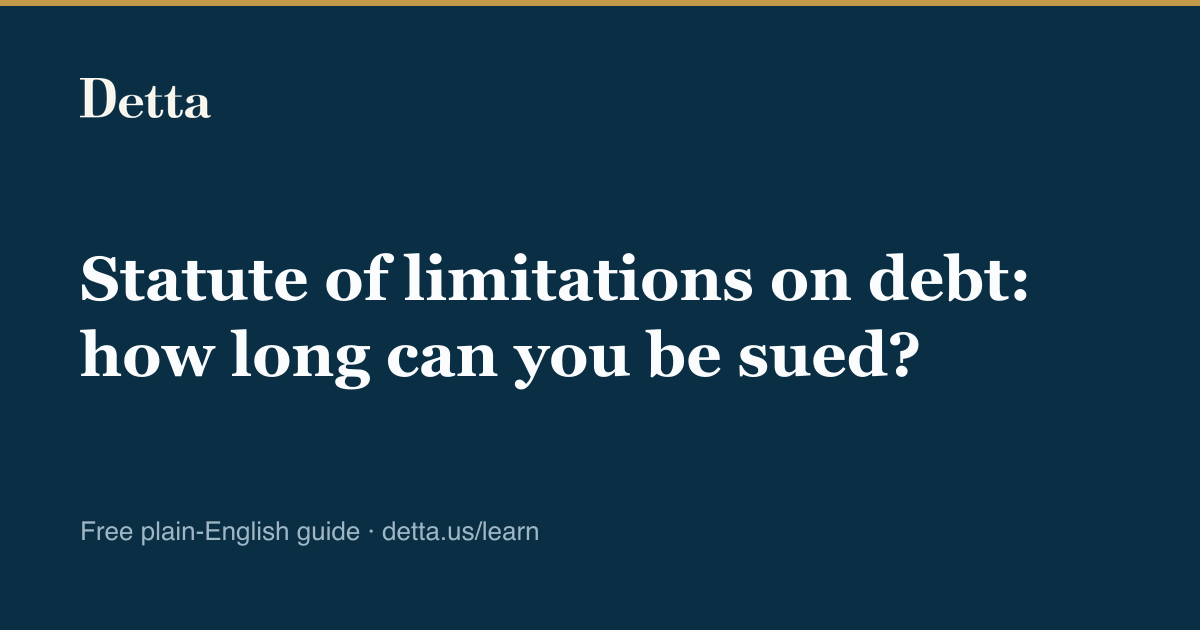 Detta
Statute of limitations on debt:
how long can you be sued?
Free plain-English guide · detta.us/learn